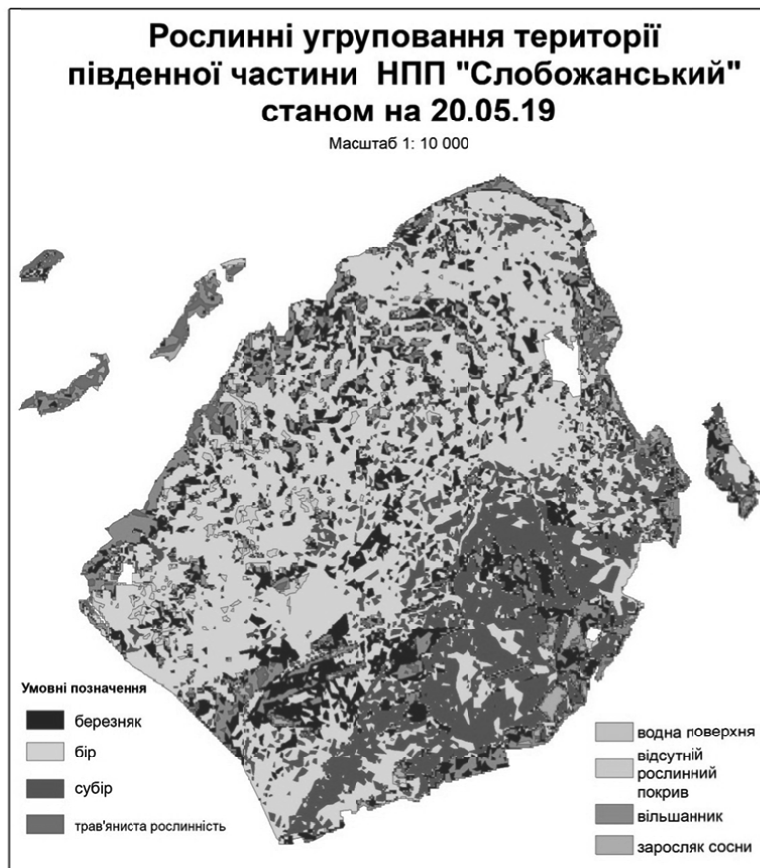 Рослинні угруповання території
південної частини НПП "Слобожанський"
станом на 20.05.19
Масштаб 1: 10 000
Умовні позначення
березняк
бір
субір
трав'яниста рослинність
водна поверхня
відсутній
рослинний
покрив
вільшанник
заросляк сосни